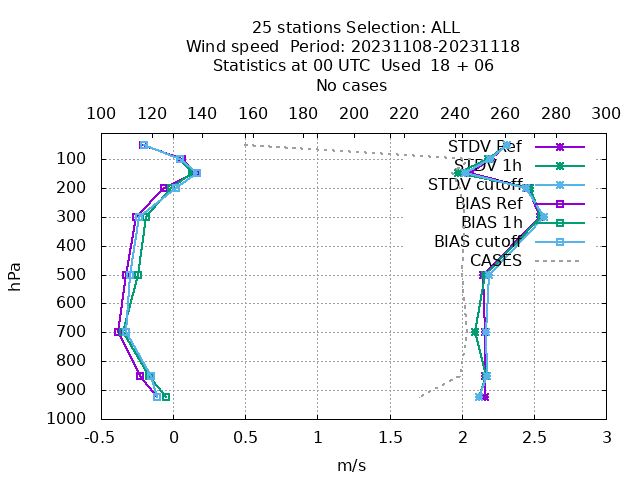 25 stations Selection: ALL
Wind speed  Period: 20231108-20231118
Statistics at 00 UTC  Used  18 + 06
No cases
100 120 140 160 180 200 220 240 260 280 300
STDV Ref
STDV 1h
STDV cutoff
BIAS Ref
BIAS 1h
BIAS cutoff
CASES
hPa
100
200
300
400
500
600
700
800
900
1000
-0.5 0 0.5 1 1.5 2 2.5 3
m/s